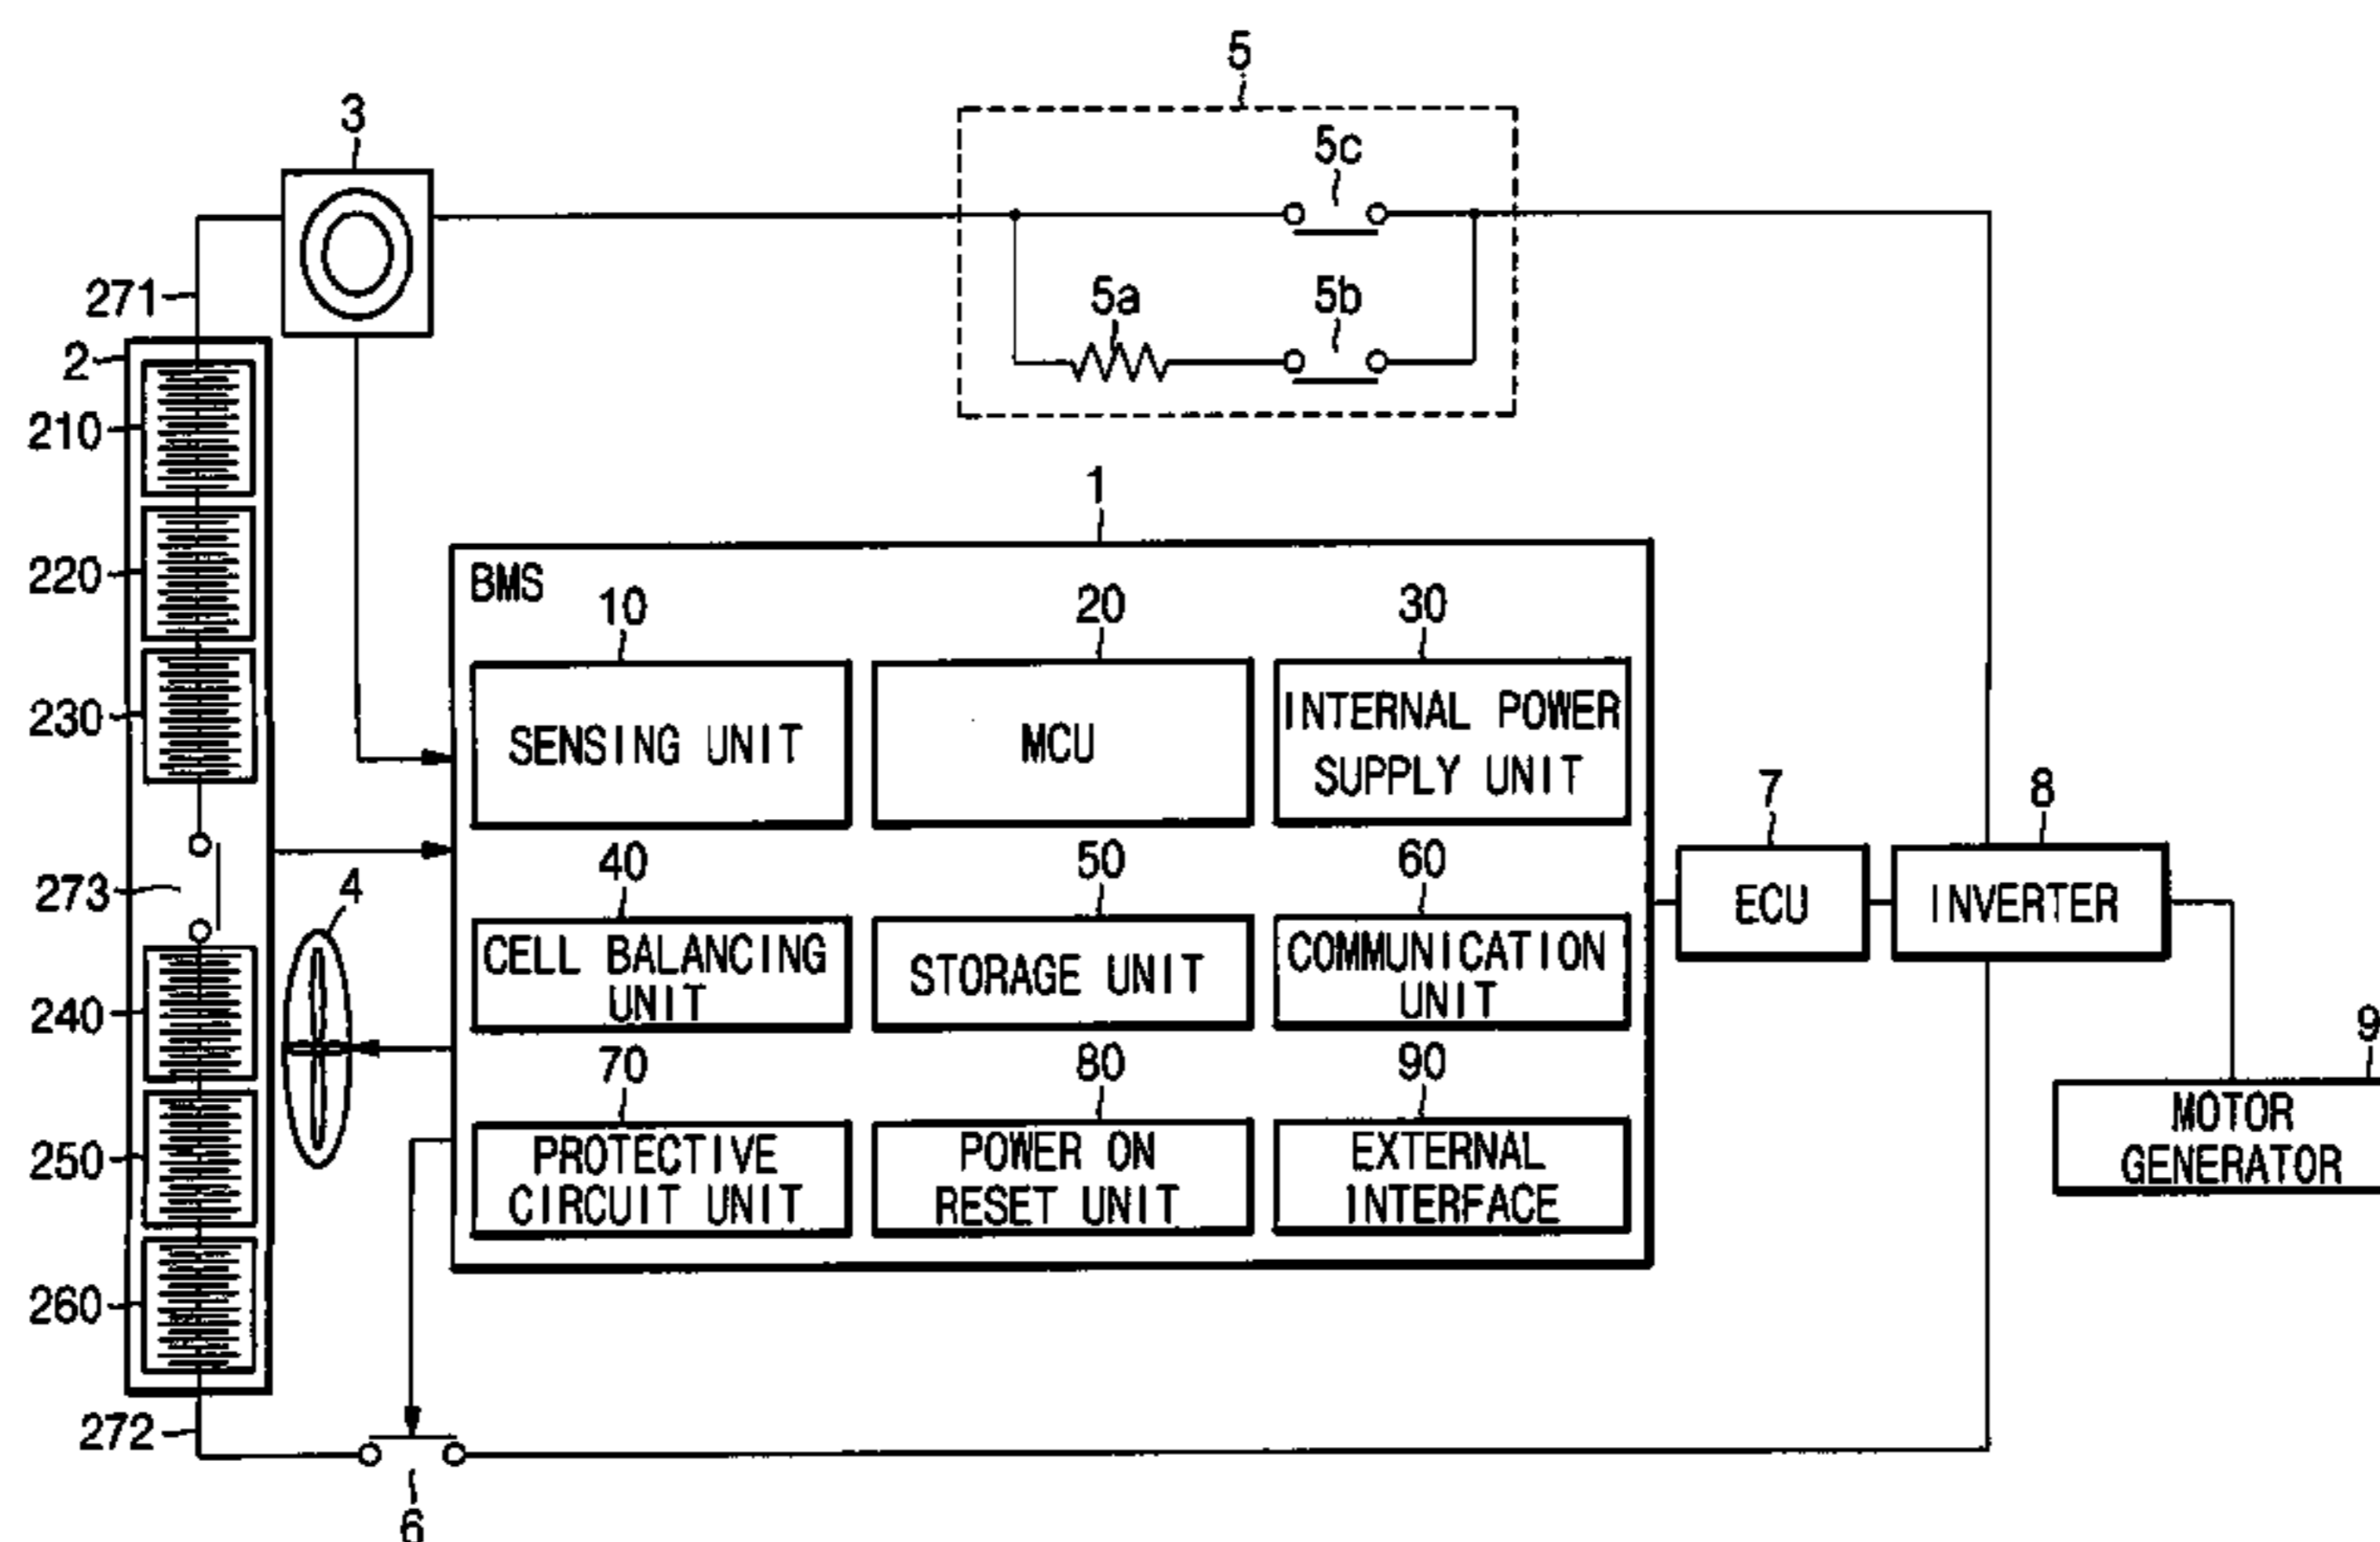 5
3
5c
271
5a
5b
2
210
1
220
BMS
10
20
30
230
SENSING UNIT
MCU
INTERNAL POWER
SUPPLY UNIT
7
8
273
4
40
50
60
ECU
INVERTER
CELL BALANCING
UNIT
STORAGE UNIT
COMMUNICATION
UNIT
240
9
70
80
90
MOTOR
GENERATOR
250
PROTECTIVE
CIRCUIT UNIT
POWER ON
RESET UNIT
EXTERNAL
INTERFACE
260
272
6